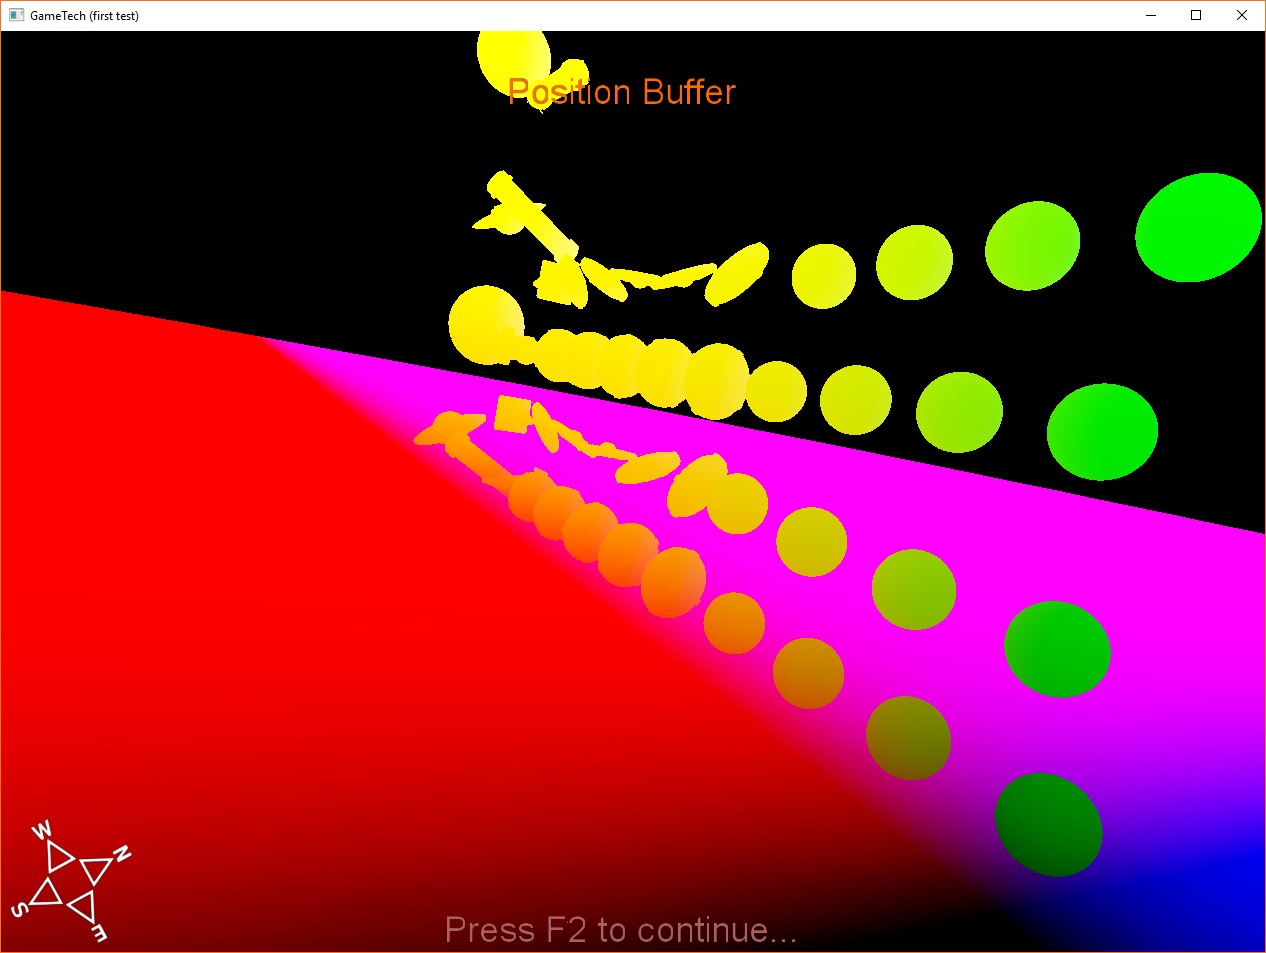 GameTech (first test)
Position Buffer
W
N
S
E
Press F2 to continue...